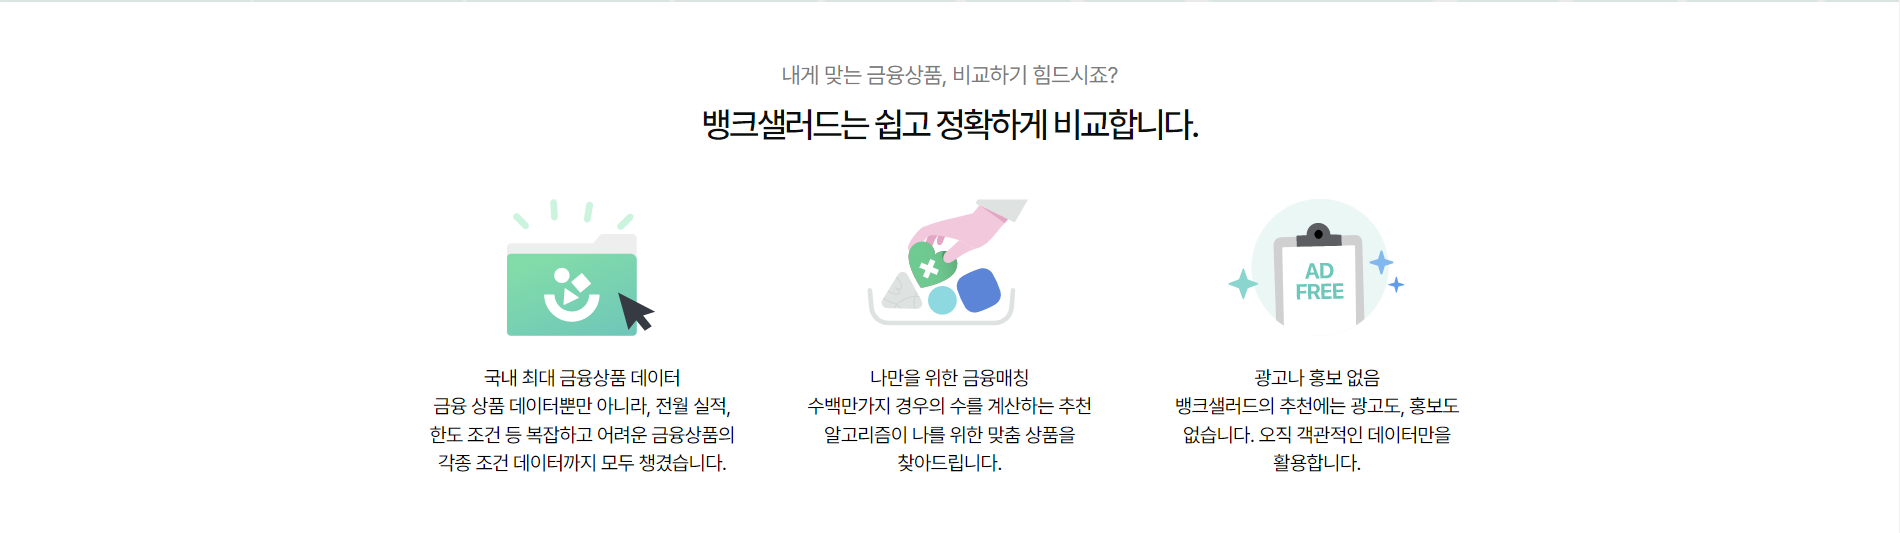 내게 맞는 금융상품, 비교하기 힘드시죠?
뱅크샐러드는 쉽고 정확하게 비교합니다.
국내 최대 금융상품 데이터
금융 상품 데이터뿐만 아니라, 전월 실적,
한도 조건 등 복잡하고 어려운 금융상품의
각종 조건 데이터까지 모두 챙겼습니다.
나만을 위한 금융매칭
수백만가지 경우의 수를 계산하는 추천
알고리즘이 나를 위한 맞춤 상품을
찾아드립니다.
AD
FREE
광고나 홍보 없음
뱅크샐러드의 추천에는 광고도, 홍보도
없습니다. 오직 객관적인 데이터만을
활용합니다.